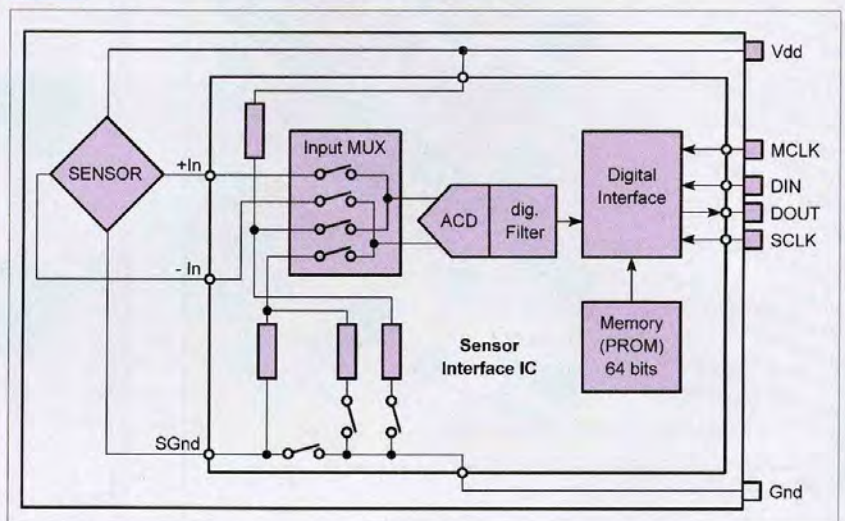 Vdd
SENSOR
+In
Input MUX
ACD
dig.
Filter
Digital
Interface
MCLK
DIN
DOUT
SCLK
- In
Sensor
Interface IC
Memory
(PROM)
64 bits
SGnd
Gnd